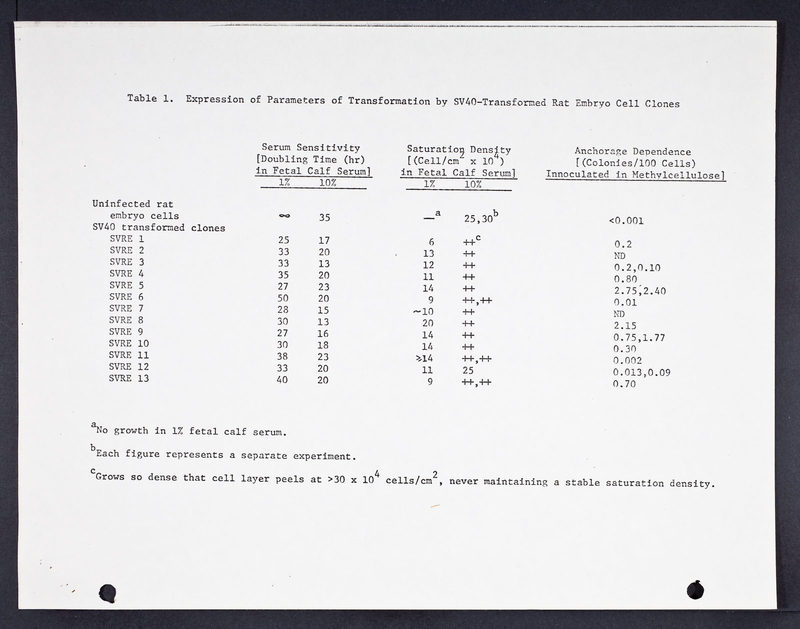 Table 1. Expression of Parameters of Transformation by SV40-Transformed Rat Embryo Cell Clones
Serum Sensitivity Saturation Density Anchorage Dependence
[Doubling Time (hr) [(Cell/cm² x 10⁴) [(Colonies/100 Cells)
in Fetal Calf Serum] in Fetal Calf Serum] Innoculated in Methylcellulose]
1% 10% 1% 10%
Uninfected rat
embryo cells ∞ 35 —ᵃ 25,30ᵇ <0.001
SV40 transformed clones
SVRE 1 25 17 6 ++ᶜ 0.2
SVRE 2 33 20 13 ++ ND
SVRE 3 33 13 12 ++ 0.2,0.10
SVRE 4 35 20 11 ++ 0.80
SVRE 5 27 23 14 ++ 2.75,2.40
SVRE 6 50 20 9 ++,++ 0.01
SVRE 7 28 15 ~10 ++ ND
SVRE 8 30 13 20 ++ 2.15
SVRE 9 27 16 14 ++ 0.75,1.77
SVRE 10 30 18 14 ++ 0.30
SVRE 11 38 23 ≥14 ++,++ 0.002
SVRE 12 33 20 11 25 0.013,0.09
SVRE 13 40 20 9 ++,++ 0.70
ᵃNo growth in 1% fetal calf serum.
ᵇEach figure represents a separate experiment.
ᶜGrows so dense that cell layer peels at >30 x 10⁴ cells/cm², never maintaining a stable saturation density.